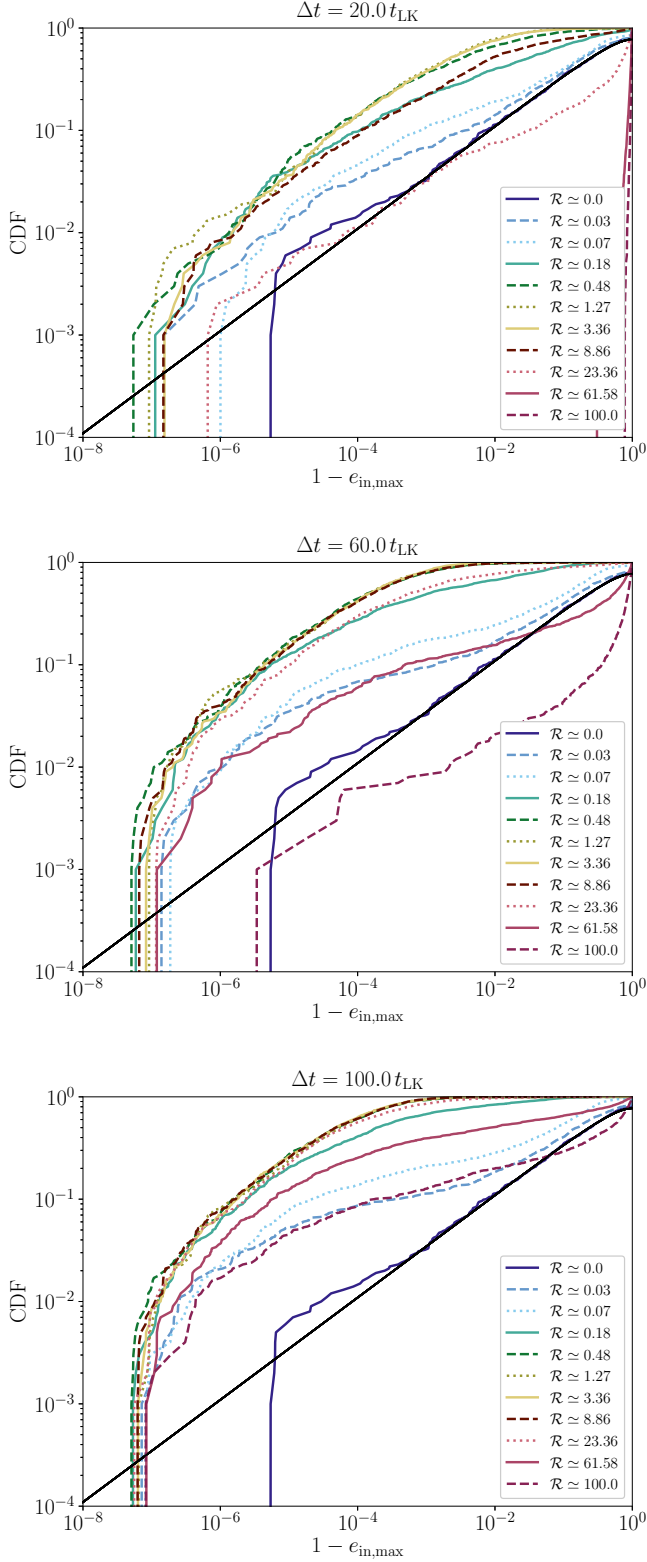 Δt = 20.0 t_LK
CDF
10^0
10^−1
10^−2
10^−3
10^−4
ℛ ≃ 0.0
ℛ ≃ 0.03
ℛ ≃ 0.07
ℛ ≃ 0.18
ℛ ≃ 0.48
ℛ ≃ 1.27
ℛ ≃ 3.36
ℛ ≃ 8.86
ℛ ≃ 23.36
ℛ ≃ 61.58
ℛ ≃ 100.0
10^−8 10^−6 10^−4 10^−2 10^0
1 − e_in,max
Δt = 60.0 t_LK
CDF
10^0
10^−1
10^−2
10^−3
10^−4
ℛ ≃ 0.0
ℛ ≃ 0.03
ℛ ≃ 0.07
ℛ ≃ 0.18
ℛ ≃ 0.48
ℛ ≃ 1.27
ℛ ≃ 3.36
ℛ ≃ 8.86
ℛ ≃ 23.36
ℛ ≃ 61.58
ℛ ≃ 100.0
10^−8 10^−6 10^−4 10^−2 10^0
1 − e_in,max
Δt = 100.0 t_LK
CDF
10^0
10^−1
10^−2
10^−3
10^−4
ℛ ≃ 0.0
ℛ ≃ 0.03
ℛ ≃ 0.07
ℛ ≃ 0.18
ℛ ≃ 0.48
ℛ ≃ 1.27
ℛ ≃ 3.36
ℛ ≃ 8.86
ℛ ≃ 23.36
ℛ ≃ 61.58
ℛ ≃ 100.0
10^−8 10^−6 10^−4 10^−2 10^0
1 − e_in,max